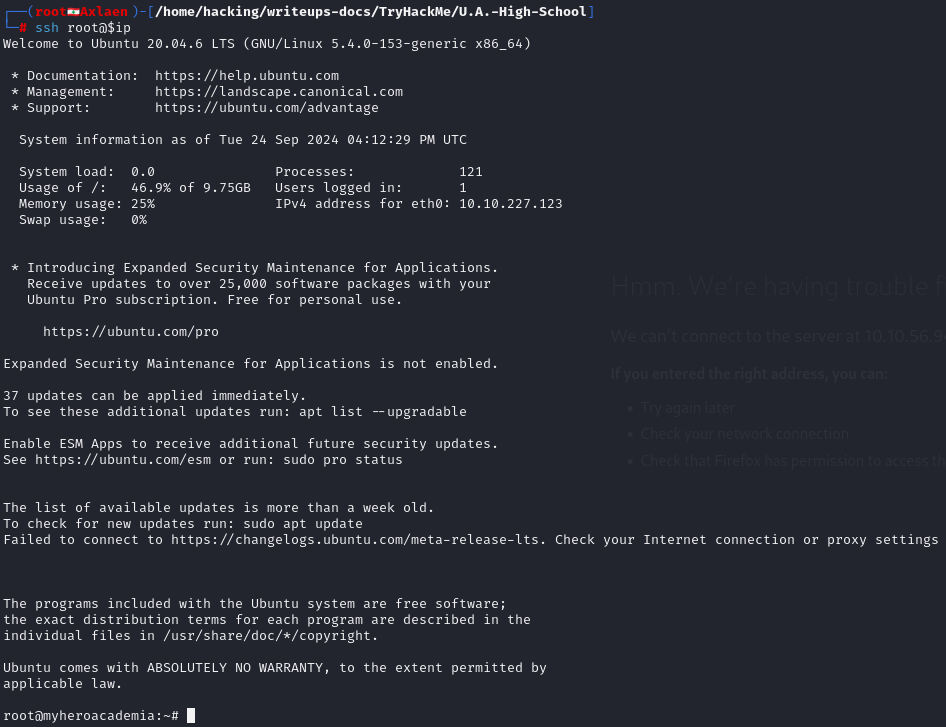 ┌──(root🇵🇪Axlaen)-[/home/hacking/writeups-docs/TryHackMe/U.A.-High-School]
└─# ssh root@$ip
Welcome to Ubuntu 20.04.6 LTS (GNU/Linux 5.4.0-153-generic x86_64)

 * Documentation:  https://help.ubuntu.com
 * Management:     https://landscape.canonical.com
 * Support:        https://ubuntu.com/advantage

  System information as of Tue 24 Sep 2024 04:12:29 PM UTC

  System load:  0.0               Processes:             121
  Usage of /:   46.9% of 9.75GB   Users logged in:       1
  Memory usage: 25%               IPv4 address for eth0: 10.10.227.123
  Swap usage:   0%

 * Introducing Expanded Security Maintenance for Applications.
   Receive updates to over 25,000 software packages with your
   Ubuntu Pro subscription. Free for personal use.

     https://ubuntu.com/pro

Expanded Security Maintenance for Applications is not enabled.

37 updates can be applied immediately.
To see these additional updates run: apt list --upgradable

Enable ESM Apps to receive additional future security updates.
See https://ubuntu.com/esm or run: sudo pro status

The list of available updates is more than a week old.
To check for new updates run: sudo apt update
Failed to connect to https://changelogs.ubuntu.com/meta-release-lts. Check your Internet connection or proxy settings

The programs included with the Ubuntu system are free software;
the exact distribution terms for each program are described in the
individual files in /usr/share/doc/*/copyright.

Ubuntu comes with ABSOLUTELY NO WARRANTY, to the extent permitted by
applicable law.

root@myheroacademia:~#
Hmm. We're having trouble f
We can't connect to the server at 10.10.56.9
If you entered the right address, you can:
• Try again later
• Check your network connection
• Check that Firefox has permission to access th